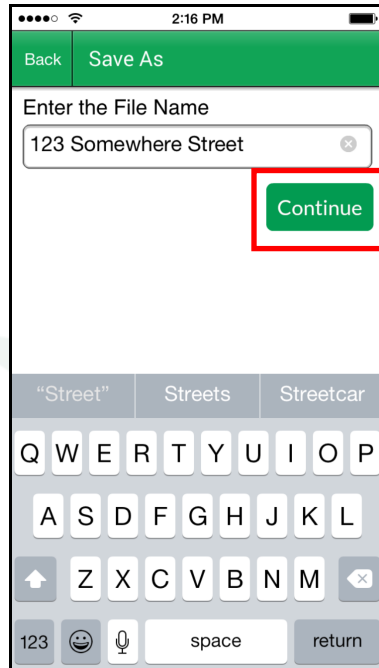 2:16 PM
Back Save As
Enter the File Name
123 Somewhere Street
Continue
“Street” Streets Streetcar
Q W E R T Y U I O P
A S D F G H J K L
Z X C V B N M
123 space return